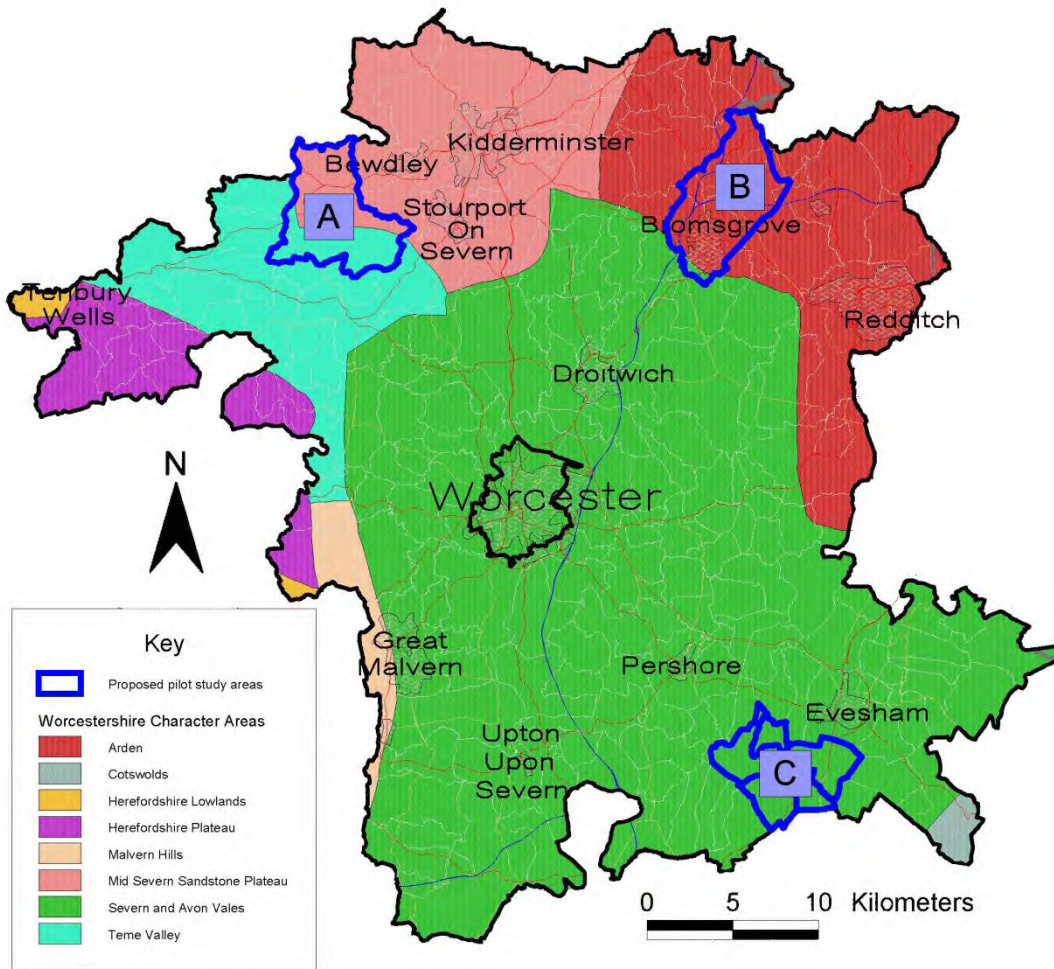 Kidderminster
Bewdley
A
Stourport
On
Severn
B
Bromsgrove
Tenbury
Wells
Redditch
Droitwich
N
Worcester
Great
Malvern
Pershore
Evesham
Upton
Upon
Severn
C
Key
Proposed pilot study areas
Worcestershire Character Areas
Arden
Cotswolds
Herefordshire Lowlands
Herefordshire Plateau
Malvern Hills
Mid Severn Sandstone Plateau
Severn and Avon Vales
Teme Valley
0 5 10 Kilometers